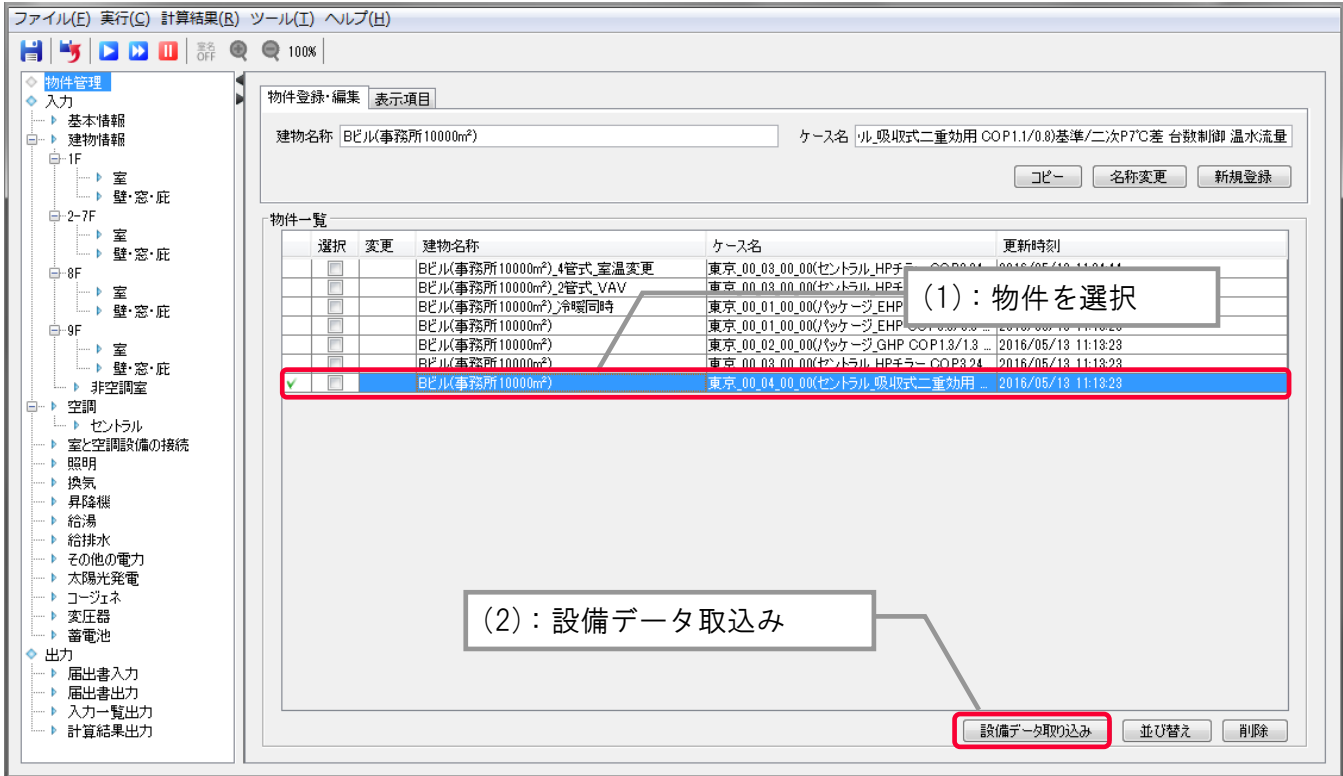 ファイル(F) 実行(C) 計算結果(R) ツール(T) ヘルプ(H)
室名 OFF 100%
物件管理
入力
基本情報
建物情報
1F
室
壁・窓・庇
2-7F
室
壁・窓・庇
8F
室
壁・窓・庇
9F
室
壁・窓・庇
非空調室
空調
セントラル
室と空調設備の接続
照明
換気
昇降機
給湯
給排水
その他の電力
太陽光発電
コージェネ
変圧器
蓄電池
出力
届出書入力
届出書出力
入力一覧出力
計算結果出力
物件登録・編集 表示項目
建物名称 Bビル(事務所10000m²) ケース名 ル_吸収式二重効用 COP1.1/0.8)基準/二次P7℃差 台数制御 温水流量
コピー 名称変更 新規登録
物件一覧
選択 変更 建物名称 ケース名 更新時刻
Bビル(事務所10000m²)_4管式_室温変更 東京_00_03_00_00(セントラル_HPチラー
Bビル(事務所10000m²)_2管式_VAV 東京_00_03_00_00(セントラル_HPチ
Bビル(事務所10000m²)_冷暖同時 東京_00_01_00_00(パッケージ_EHP
Bビル(事務所10000m²) 東京_00_01_00_00(パッケージ_EHP 2016/05/13 11:13:23
Bビル(事務所10000m²) 東京_00_02_00_00(パッケージ_GHP COP1.3/1.3 ... 2016/05/13 11:13:23
Bビル(事務所10000m²) 東京_00_03_00_00(セントラル_HPチラー COP3.24 ... 2016/05/13 11:13:23
Bビル(事務所10000m²) 東京_00_04_00_00(セントラル_吸収式二重効用 ... 2016/05/13 11:13:23
(1):物件を選択
(2):設備データ取込み
設備データ取り込み 並び替え 削除